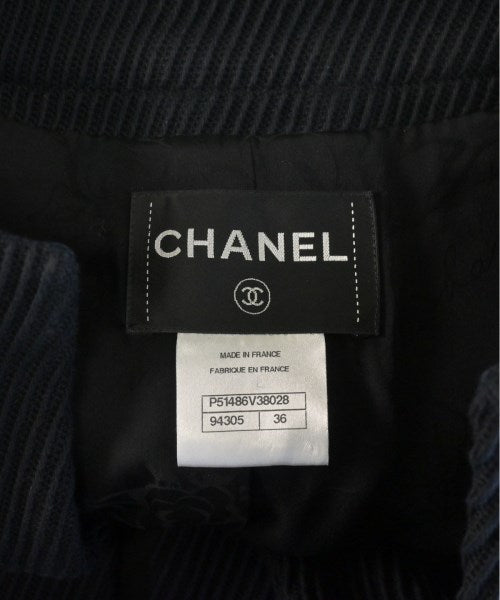 CHANEL
MADE IN FRANCE
FABRIQUE EN FRANCE
P51486V38028
94305 36